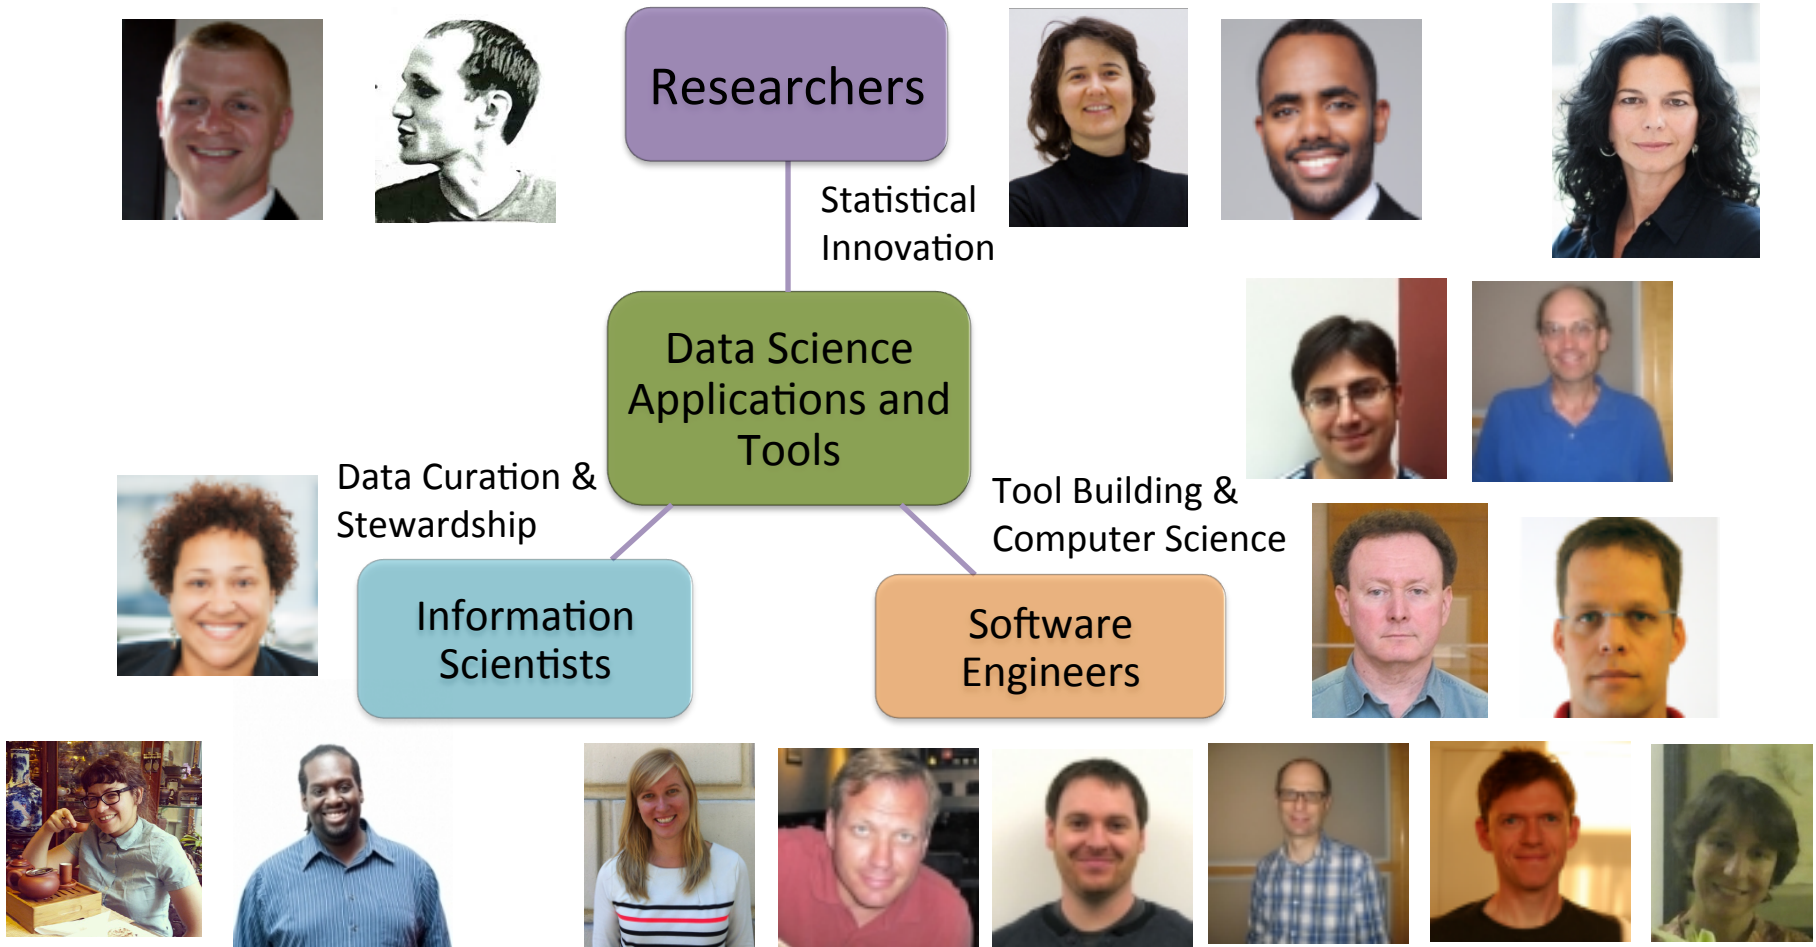 Researchers
Statistical
Innovation
Data Science
Applications and
Tools
Data Curation &
Stewardship
Tool Building &
Computer Science
Information
Scientists
Software
Engineers